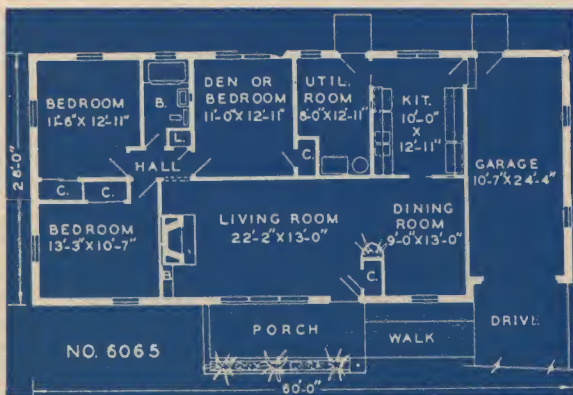 BEDROOM
11'-6" X 12'-11"
B.
L.
DEN OR
BEDROOM
11'-0" X 12'-11"
UTIL.
ROOM
8'-0" X 12'-11"
C.
KIT.
10'-0"
X
12'-11"
GARAGE
10'-7" X 24'-4"
HALL
C.
C.
28'-0"
BEDROOM
13'-3" X 10'-7"
B.
LIVING ROOM
22'-2" X 13'-0"
DINING
ROOM
9'-0" X 13'-0"
C.
NO. 6065
PORCH
WALK
DRIVE
60'-0"